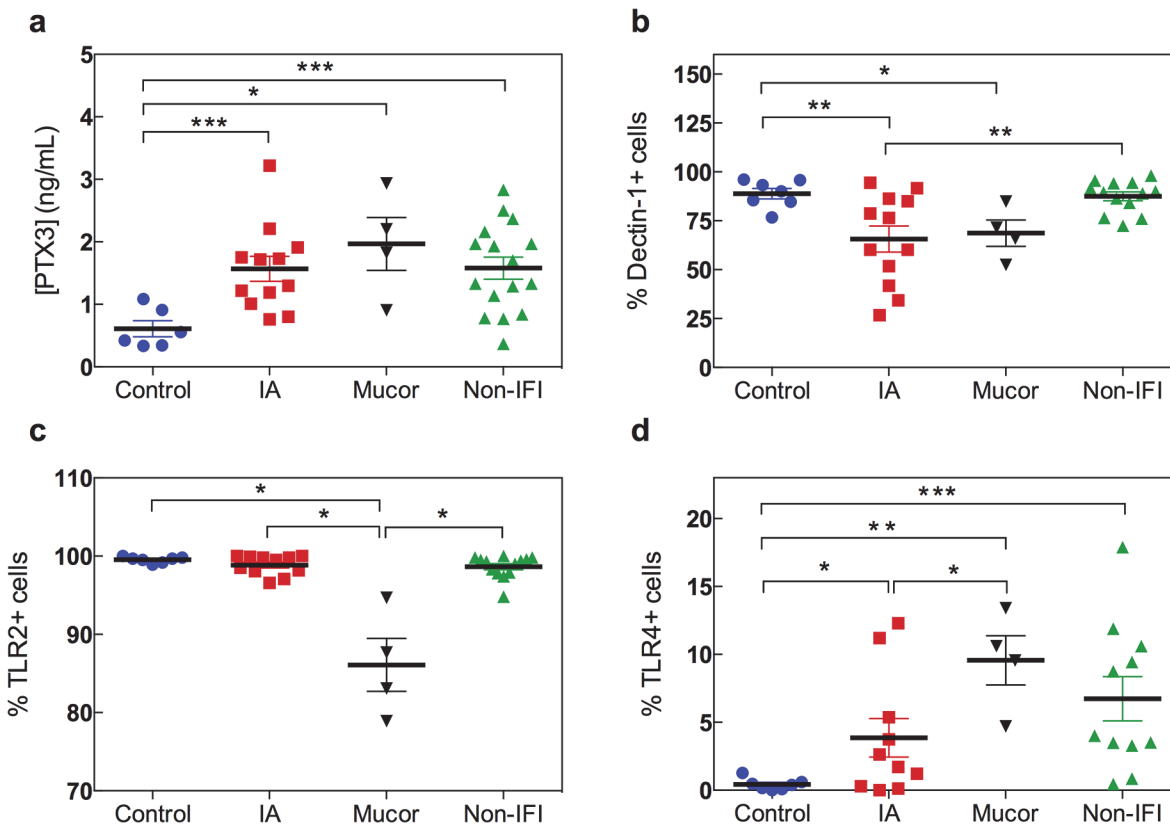 a
[PTX3] (ng/mL)
5
4
3
2
1
0
***
*
***
Control IA Mucor Non-IFI
b
% Dectin-1+ cells
150
125
100
75
50
25
0
*
**
**
Control IA Mucor Non-IFI
c
% TLR2+ cells
110
100
90
80
70
*
* *
Control IA Mucor Non-IFI
d
% TLR4+ cells
20
15
10
5
0
***
**
* *
Control IA Mucor Non-IFI